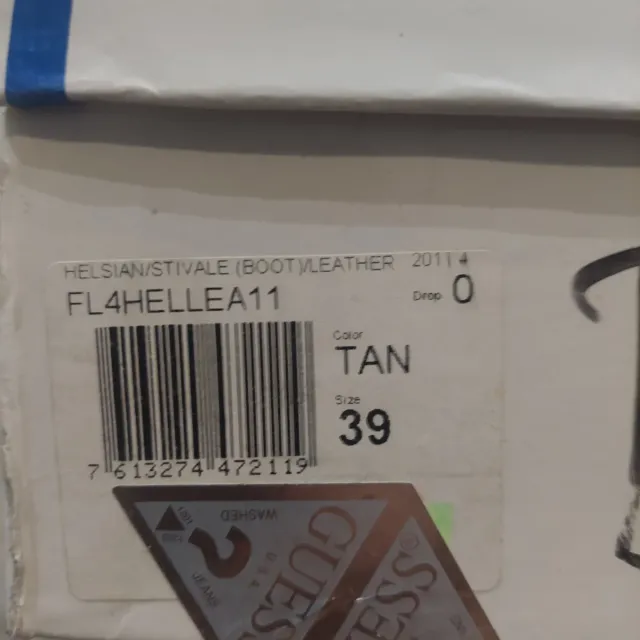 HELSIAN/STIVALE (BOOT)/LEATHER 2011 4
FL4HELLEA11
Drop 0
Color
TAN
Size
39
7 613274 472119
WASHED
?
JEANS
U.S.A.
GUESS